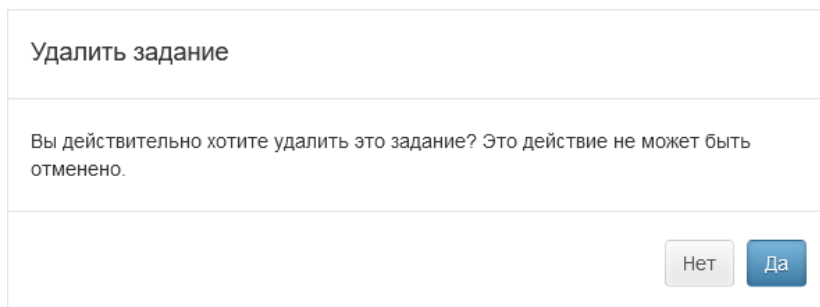 Удалить задание
Вы действительно хотите удалить это задание? Это действие не может быть
отменено.
Нет
Да